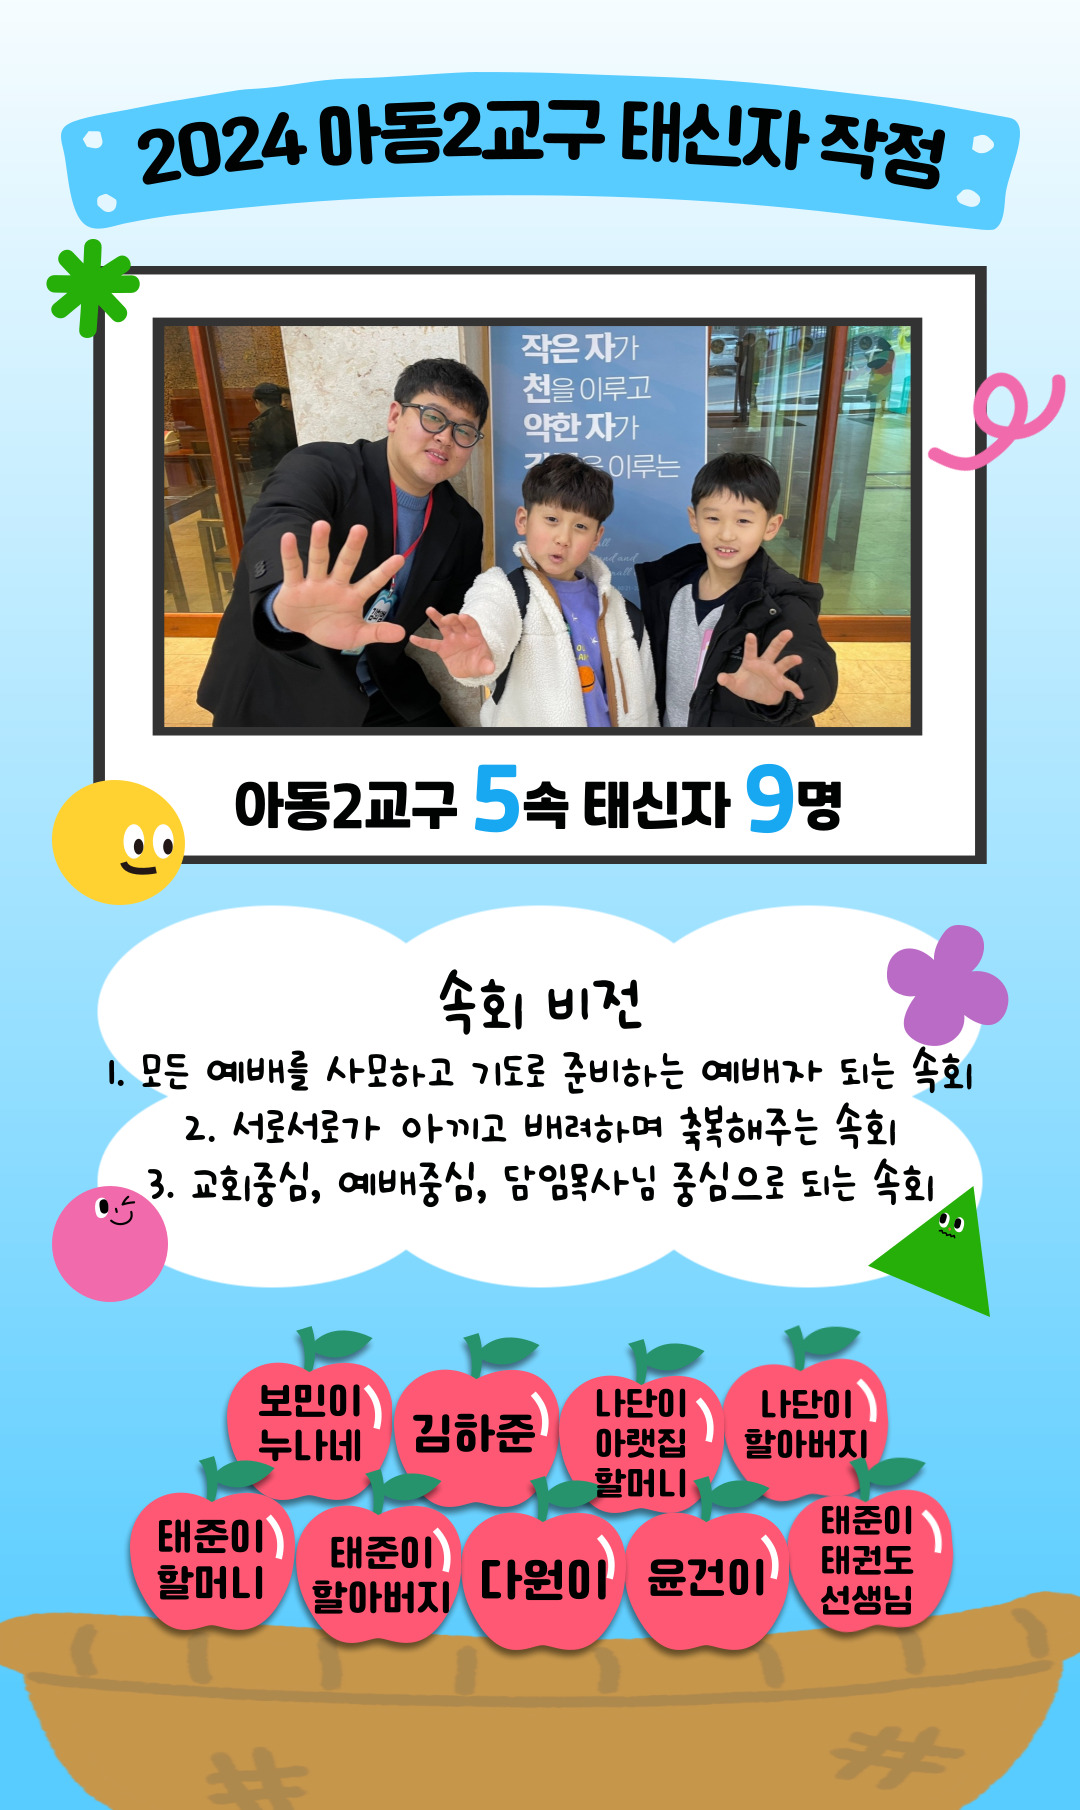 2024 아동2교구 태신자 작정
작은 자가
천을 이루고
약한 자가
을 이루는
아동2교구 5속 태신자 9명
속회 비전
1. 모든 예배를 사모하고 기도로 준비하는 예배자 되는 속회
2. 서로서로가 아끼고 배려하며 축복해주는 속회
3. 교회중심, 예배중심, 담임목사님 중심으로 되는 속회
보민이
누나네
김하준
나단이
아랫집
할머니
나단이
할아버지
태준이
할머니
태준이
할아버지
다원이
윤건이
태준이
태권도
선생님